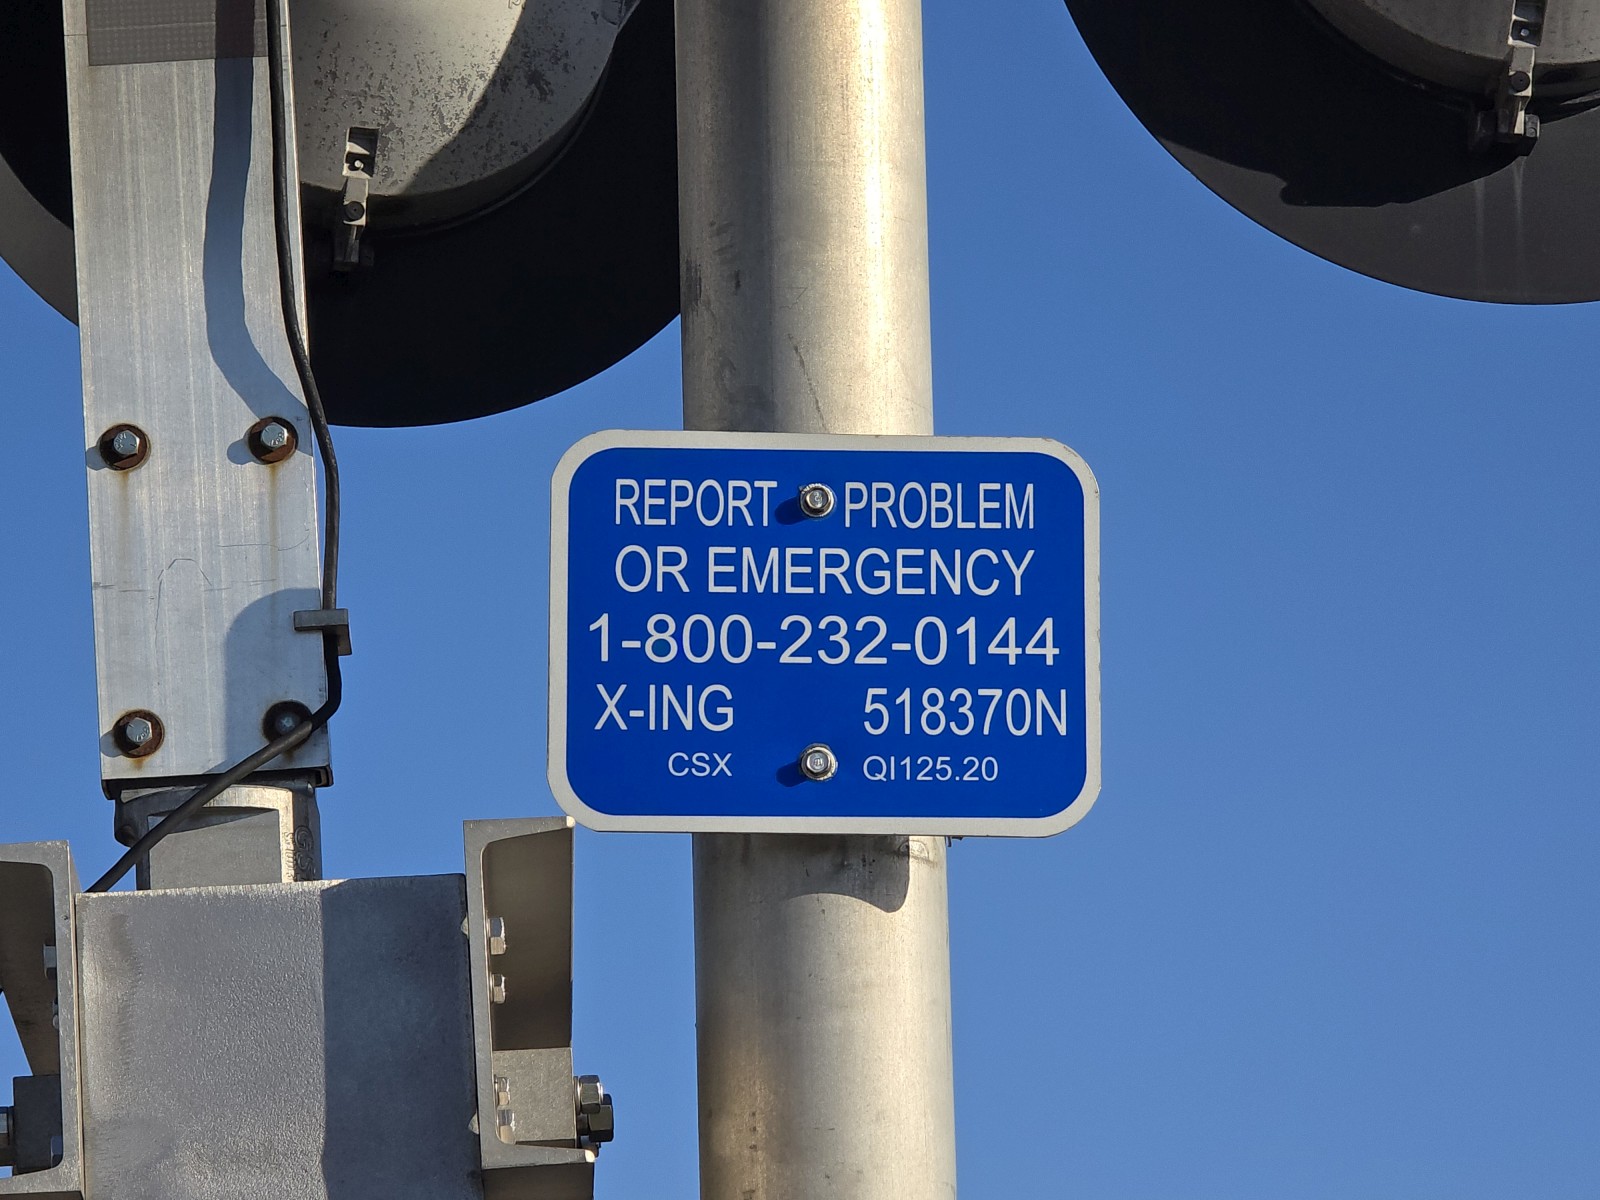 REPORT PROBLEM
OR EMERGENCY
1-800-232-0144
X-ING 518370N
CSX QI125.20